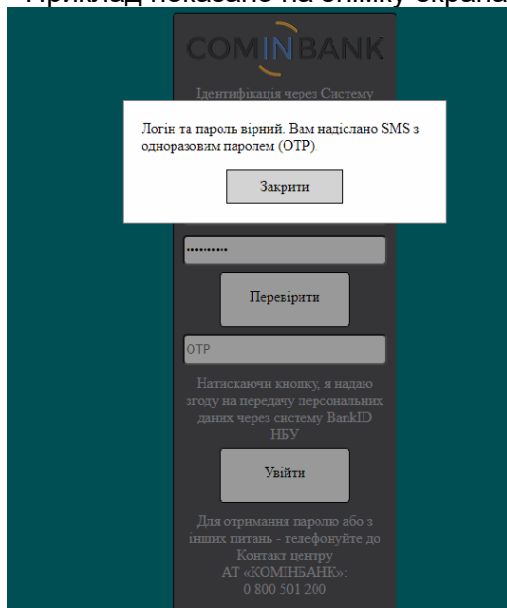 Приклад показано на знімку екрана
COMINBANK
Ідентифікація через Систему
Логін та пароль вірний. Вам надіслано SMS з
одноразовим паролем (OTP)
Закрити
Перевірити
OTP
Натискаючи кнопку, я надаю
згоду на передачу персональних
даних через систему BankID
НБУ
Увійти
Для отримання паролю або з
інших питань - телефонуйте до
Контакт центру
АТ «КОМІНБАНК»:
0 800 501 200